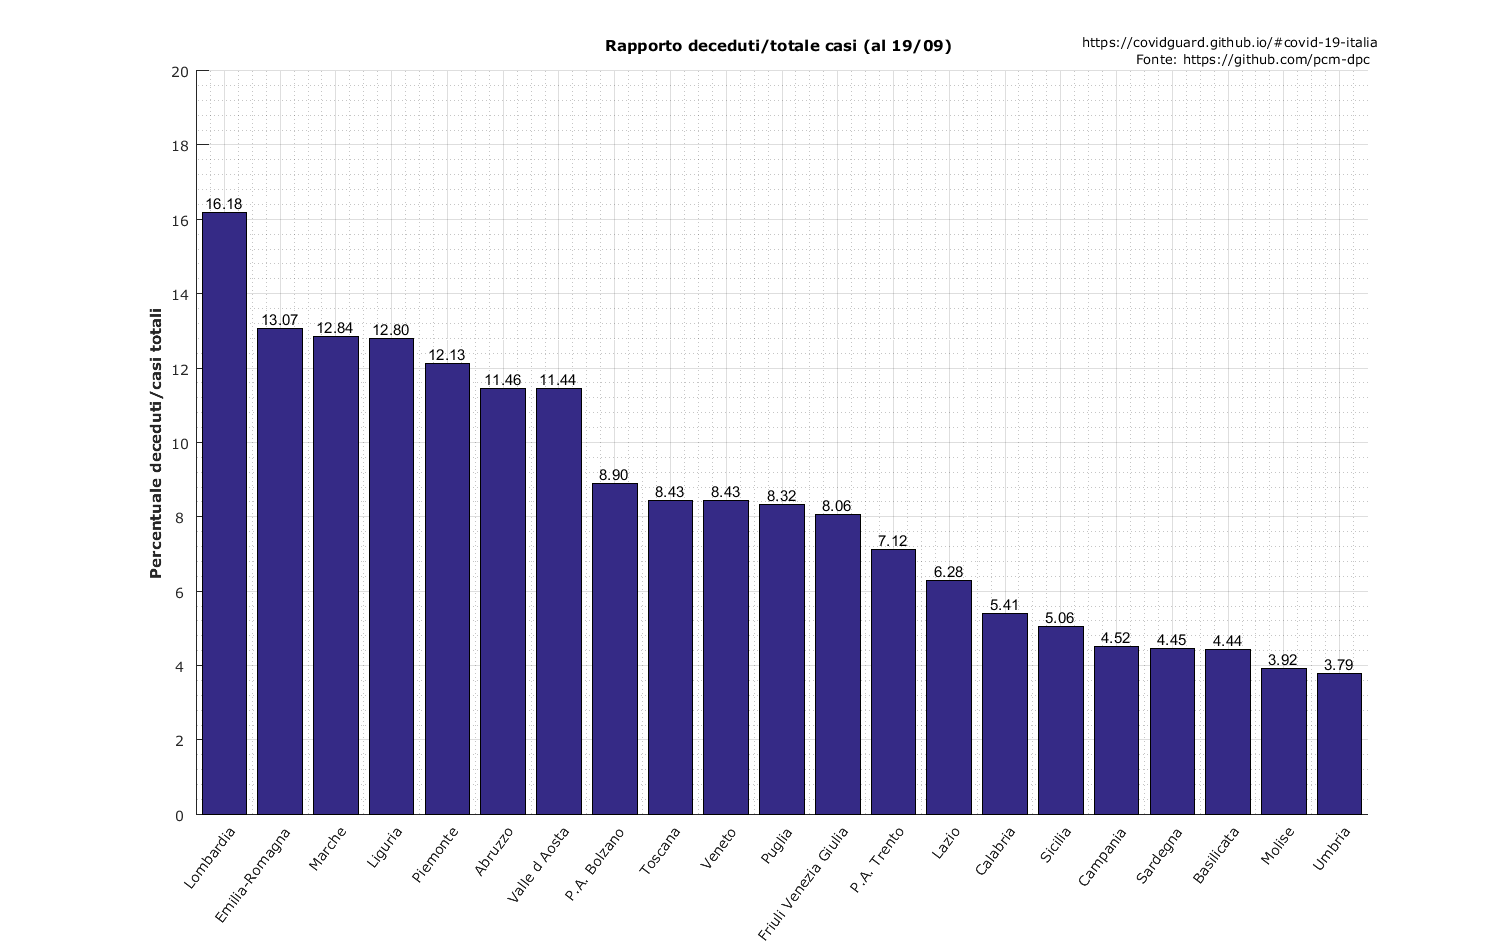 Rapporto deceduti/totale casi (al 19/09)
https://covidguard.github.io/#covid-19-italia
Fonte: https://github.com/pcm-dpc
Percentuale deceduti/casi totali
20
18
16
14
12
10
8
6
4
2
0
16.18
13.07
12.84
12.80
12.13
11.46
11.44
8.90
8.43
8.43
8.32
8.06
7.12
6.28
5.41
5.06
4.52
4.45
4.44
3.92
3.79
Lombardia
Emilia-Romagna
Marche
Liguria
Piemonte
Abruzzo
Valle d Aosta
P.A. Bolzano
Toscana
Veneto
Puglia
Friuli Venezia Giulia
P.A. Trento
Lazio
Calabria
Sicilia
Campania
Sardegna
Basilicata
Molise
Umbria